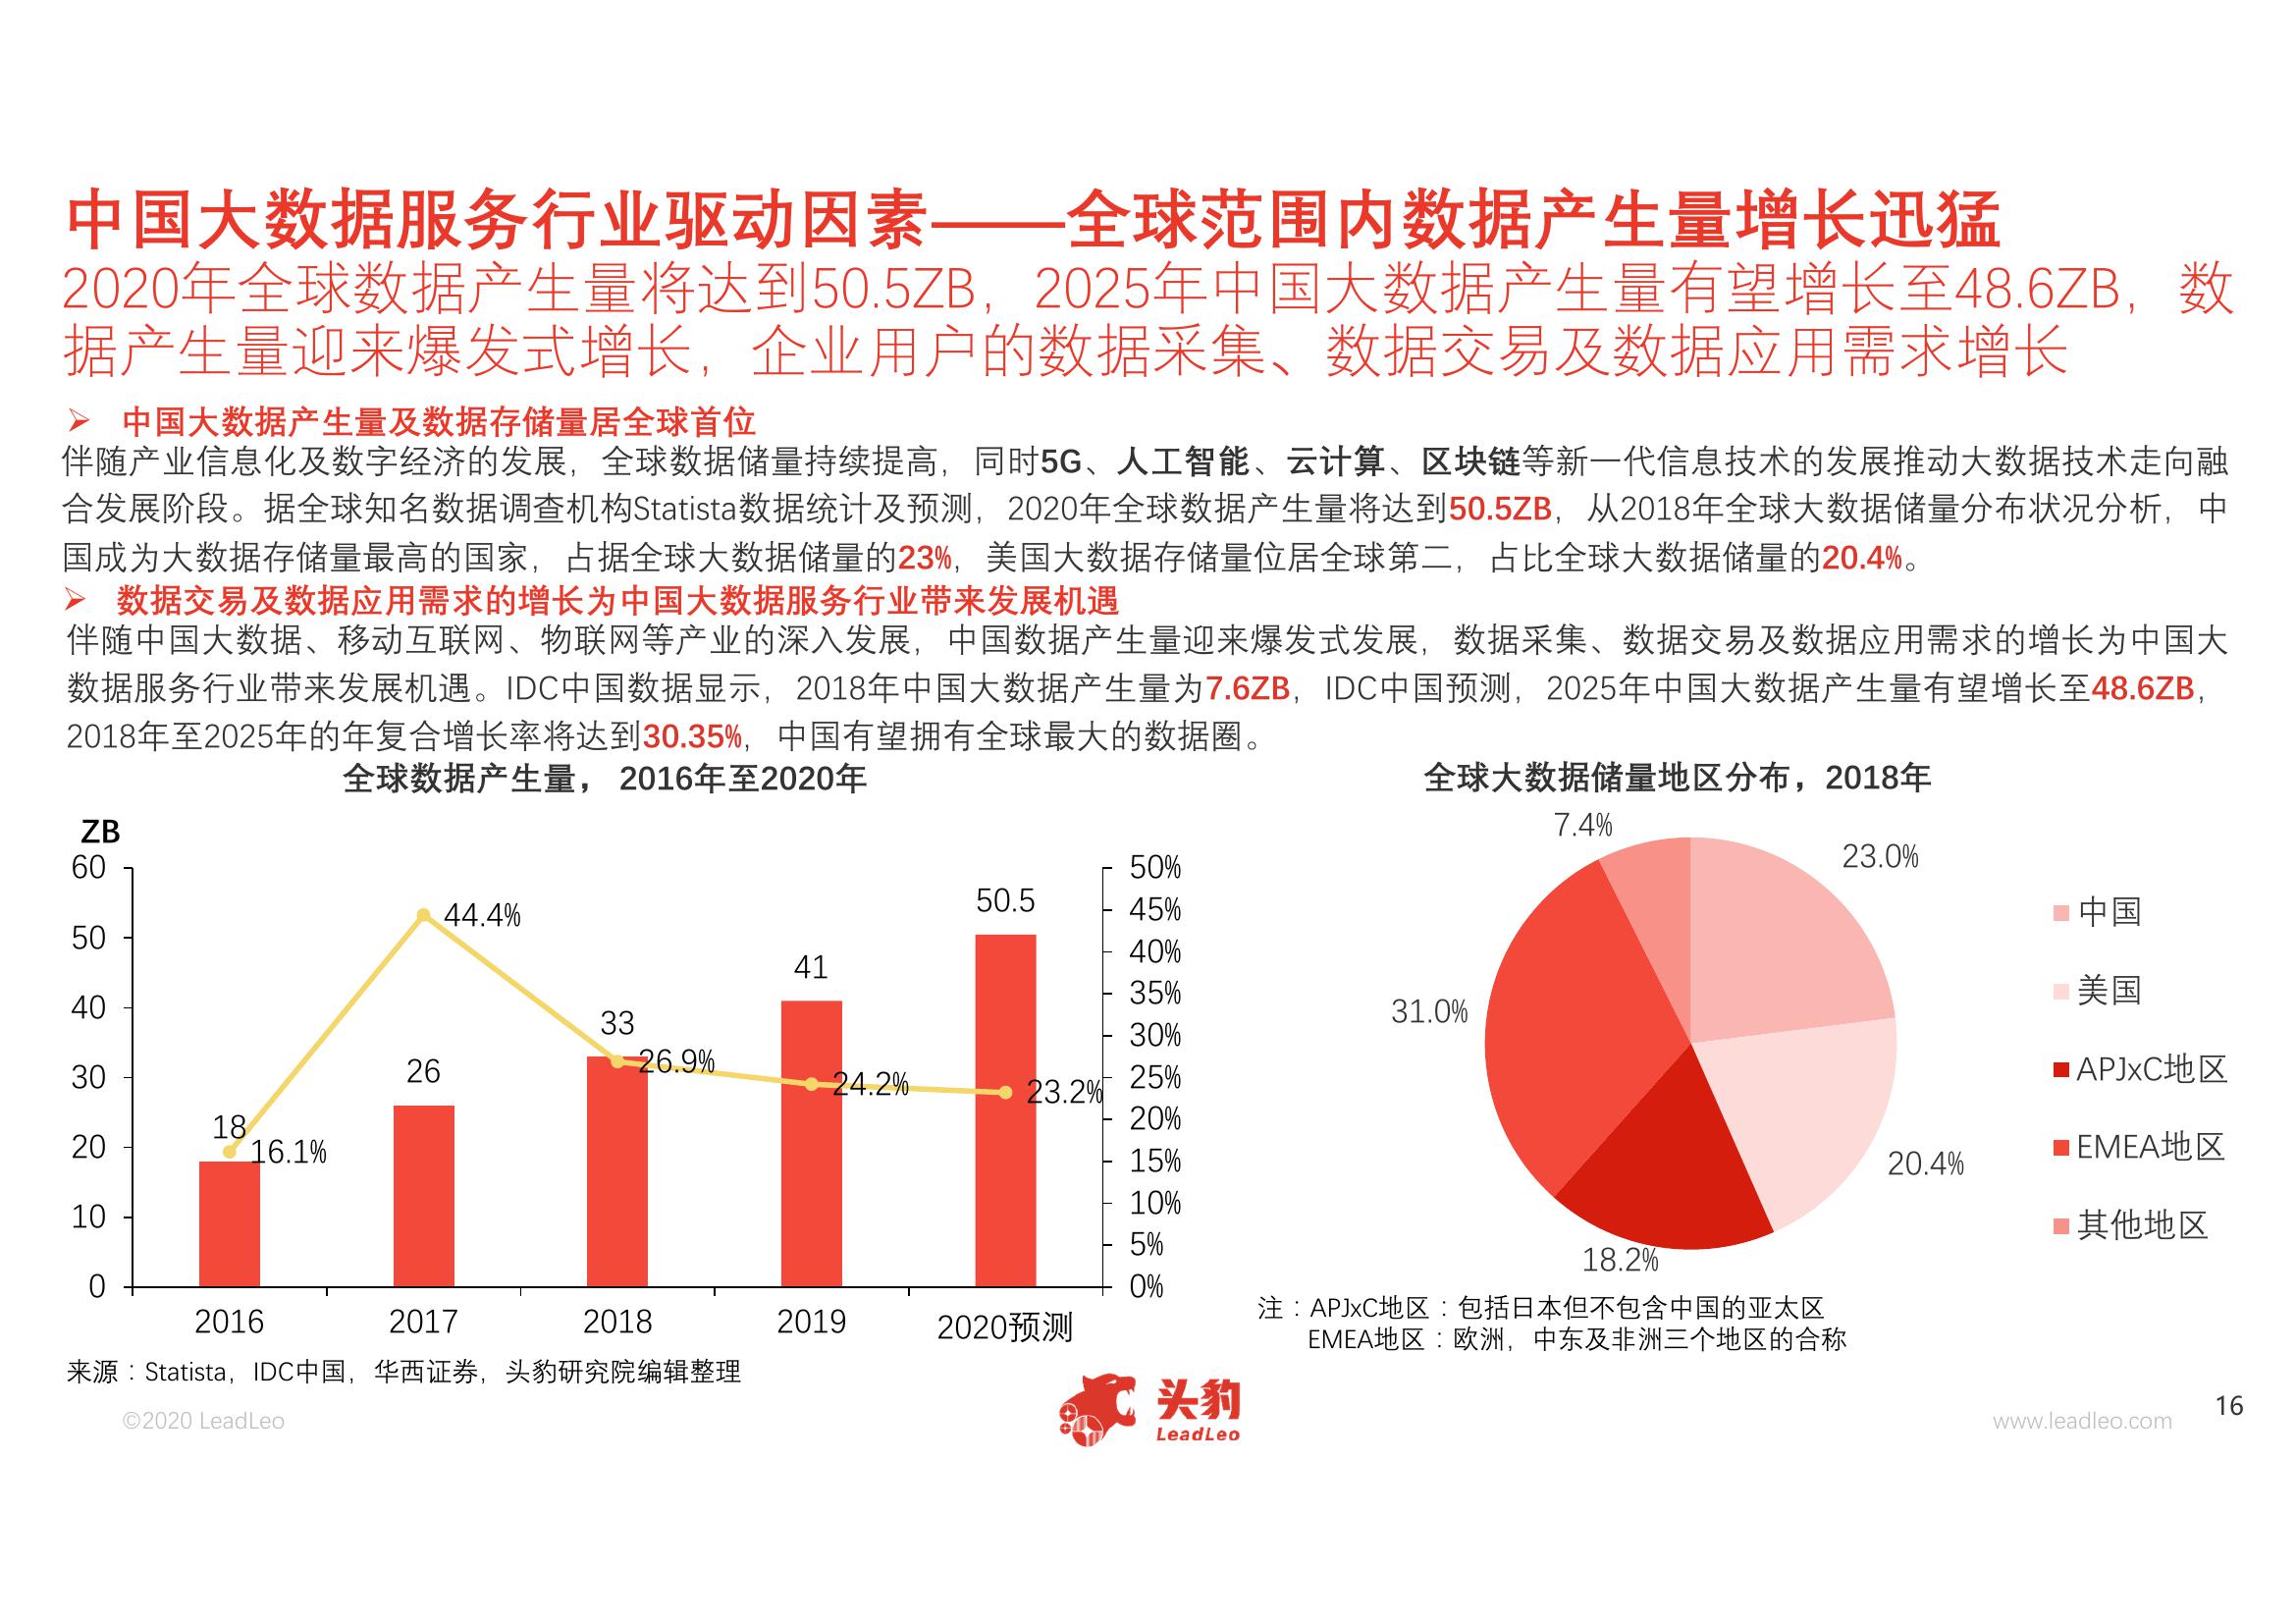 中国大数据服务行业驱动因素——全球范围内数据产生量增长迅猛
2020年全球数据产生量将达到50.5ZB，2025年中国大数据产生量有望增长至48.6ZB，数
据产生量迎来爆发式增长，企业用户的数据采集、数据交易及数据应用需求增长
➢ 中国大数据产生量及数据存储量居全球首位
伴随产业信息化及数字经济的发展，全球数据储量持续提高，同时5G、人工智能、云计算、区块链等新一代信息技术的发展推动大数据技术走向融
合发展阶段。据全球知名数据调查机构Statista数据统计及预测，2020年全球数据产生量将达到50.5ZB，从2018年全球大数据储量分布状况分析，中
国成为大数据存储量最高的国家，占据全球大数据储量的23%，美国大数据存储量位居全球第二，占比全球大数据储量的20.4%。
➢ 数据交易及数据应用需求的增长为中国大数据服务行业带来发展机遇
伴随中国大数据、移动互联网、物联网等产业的深入发展，中国数据产生量迎来爆发式发展，数据采集、数据交易及数据应用需求的增长为中国大
数据服务行业带来发展机遇。IDC中国数据显示，2018年中国大数据产生量为7.6ZB，IDC中国预测，2025年中国大数据产生量有望增长至48.6ZB，
2018年至2025年的年复合增长率将达到30.35%，中国有望拥有全球最大的数据圈。
全球数据产生量， 2016年至2020年
ZB
60
50
40
30
20
10
0
50%
45%
40%
35%
30%
25%
20%
15%
10%
5%
0%
18
26
33
41
50.5
16.1%
44.4%
26.9%
24.2%
23.2%
2016
2017
2018
2019
2020预测
全球大数据储量地区分布，2018年
7.4%
23.0%
31.0%
20.4%
18.2%
中国
美国
APJxC地区
EMEA地区
其他地区
注：APJxC地区：包括日本但不包含中国的亚太区
EMEA地区：欧洲，中东及非洲三个地区的合称
来源：Statista，IDC中国，华西证券，头豹研究院编辑整理
©2020 LeadLeo
头豹
LeadLeo
www.leadleo.com
16